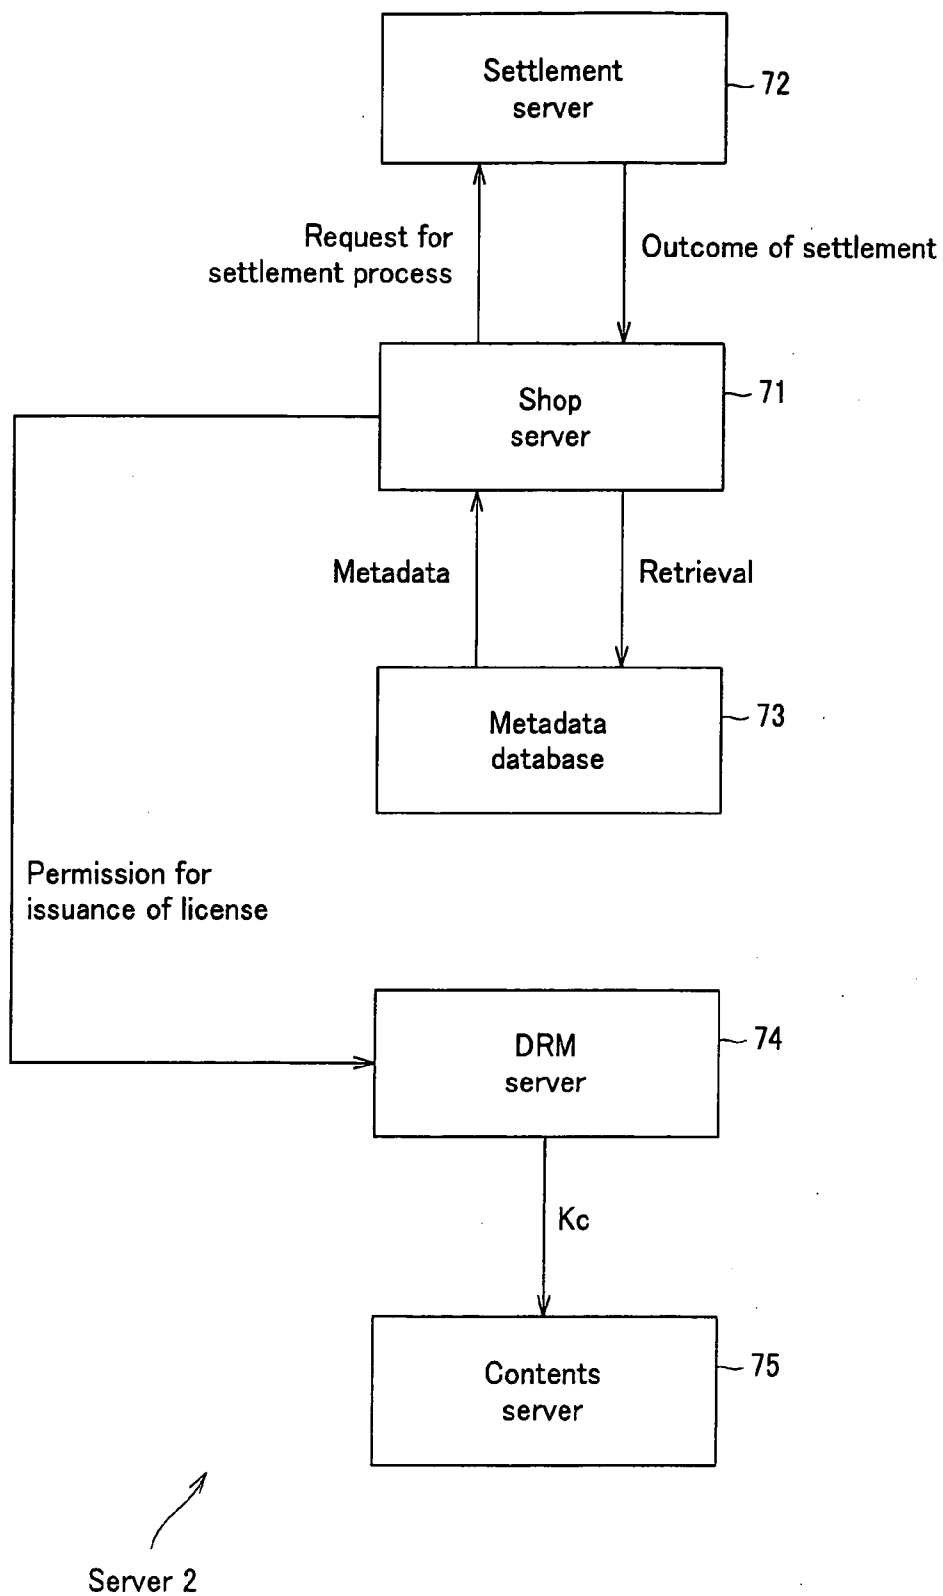 Settlement
server
72
Request for
settlement process
Outcome of settlement
Shop
server
71
Metadata
Retrieval
Metadata
database
73
Permission for
issuance of license
DRM
server
74
Kc
Contents
server
75
Server 2